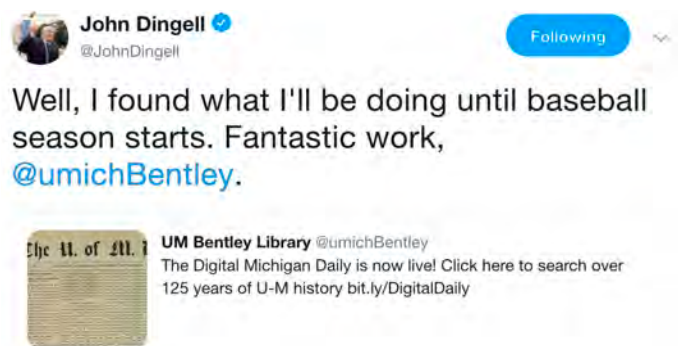 John Dingell
@JohnDingell
Following
Well, I found what I'll be doing until baseball
season starts. Fantastic work,
@umichBentley.
The U. of M.
UM Bentley Library @umichBentley
The Digital Michigan Daily is now live! Click here to search over
125 years of U-M history bit.ly/DigitalDaily